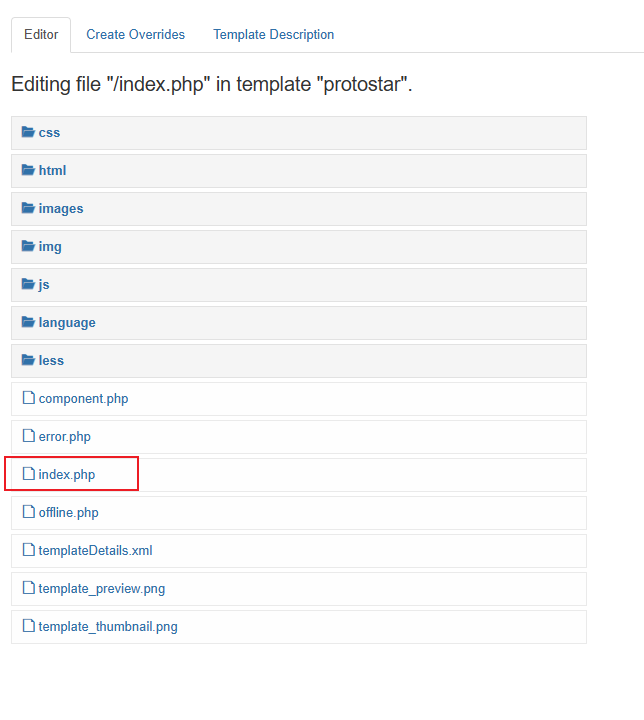 Editor Create Overrides Template Description
Editing file "/index.php" in template "protostar".
css
html
images
img
js
language
less
component.php
error.php
index.php
offline.php
templateDetails.xml
template_preview.png
template_thumbnail.png